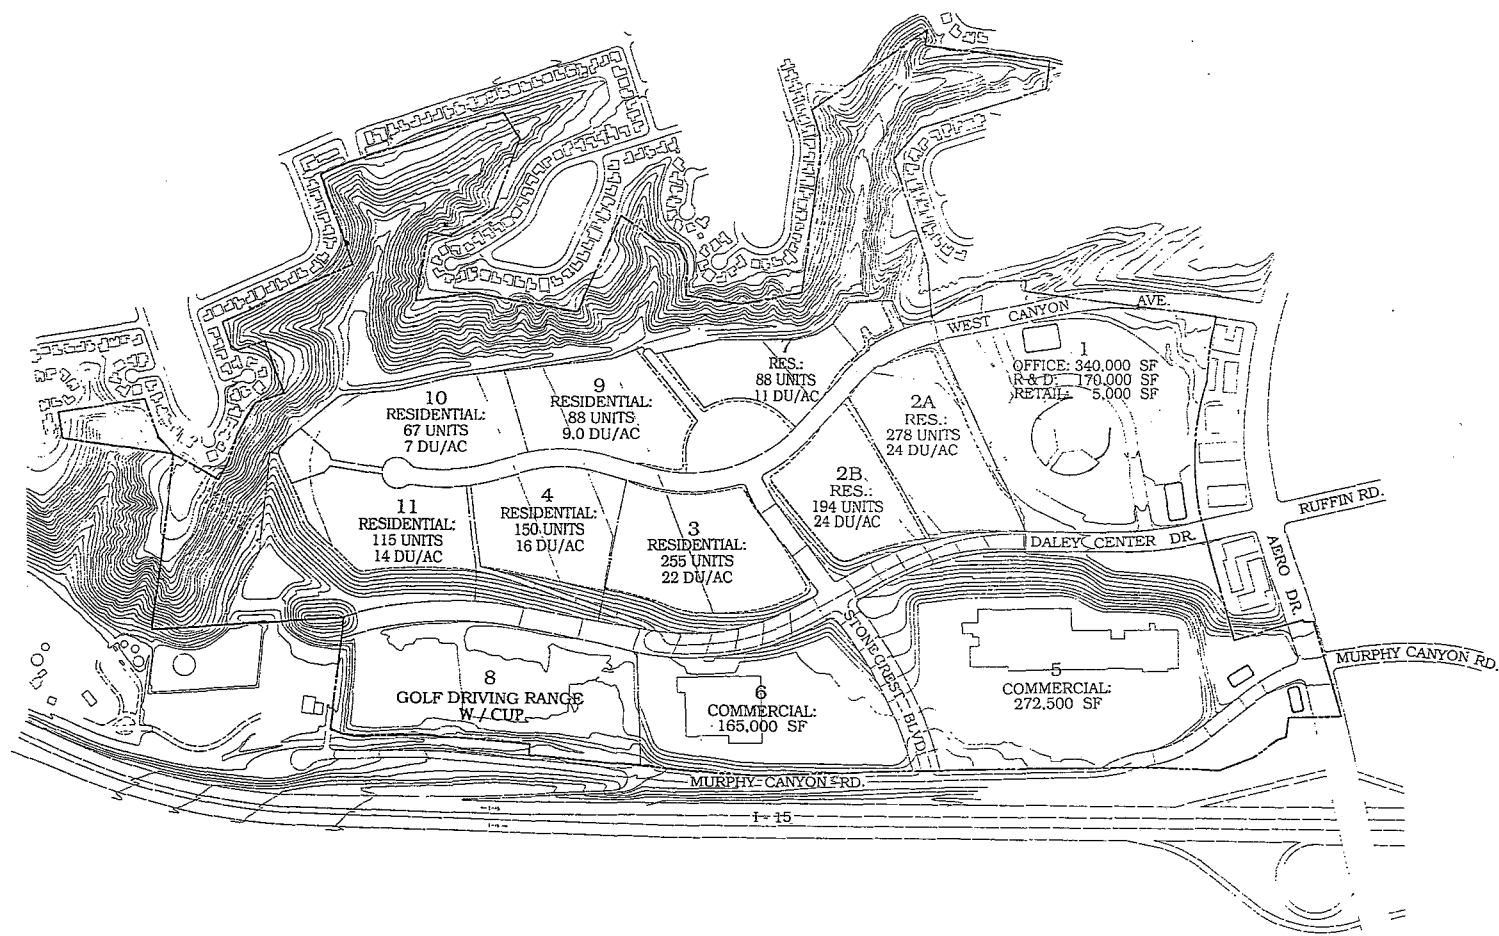 WEST CANYON AVE.
1
OFFICE: 340,000 SF
R & D: 170,000 SF
RETAIL: 5,000 SF
7
RES.:
88 UNITS
11 DU/AC
9
RESIDENTIAL:
88 UNITS
9.0 DU/AC
10
RESIDENTIAL:
67 UNITS
7 DU/AC
2A
RES.:
278 UNITS
24 DU/AC
2B
RES.:
194 UNITS
24 DU/AC
11
RESIDENTIAL:
115 UNITS
14 DU/AC
4
RESIDENTIAL:
150 UNITS
16 DU/AC
3
RESIDENTIAL:
255 UNITS
22 DU/AC
RUFFIN RD.
DALEY CENTER DR.
AERO DR.
STONECREST BLVD.
MURPHY CANYON RD.
8
GOLF DRIVING RANGE
W / CUP
6
COMMERCIAL:
165,000 SF
5
COMMERCIAL:
272,500 SF
MURPHY CANYON RD.
I-15